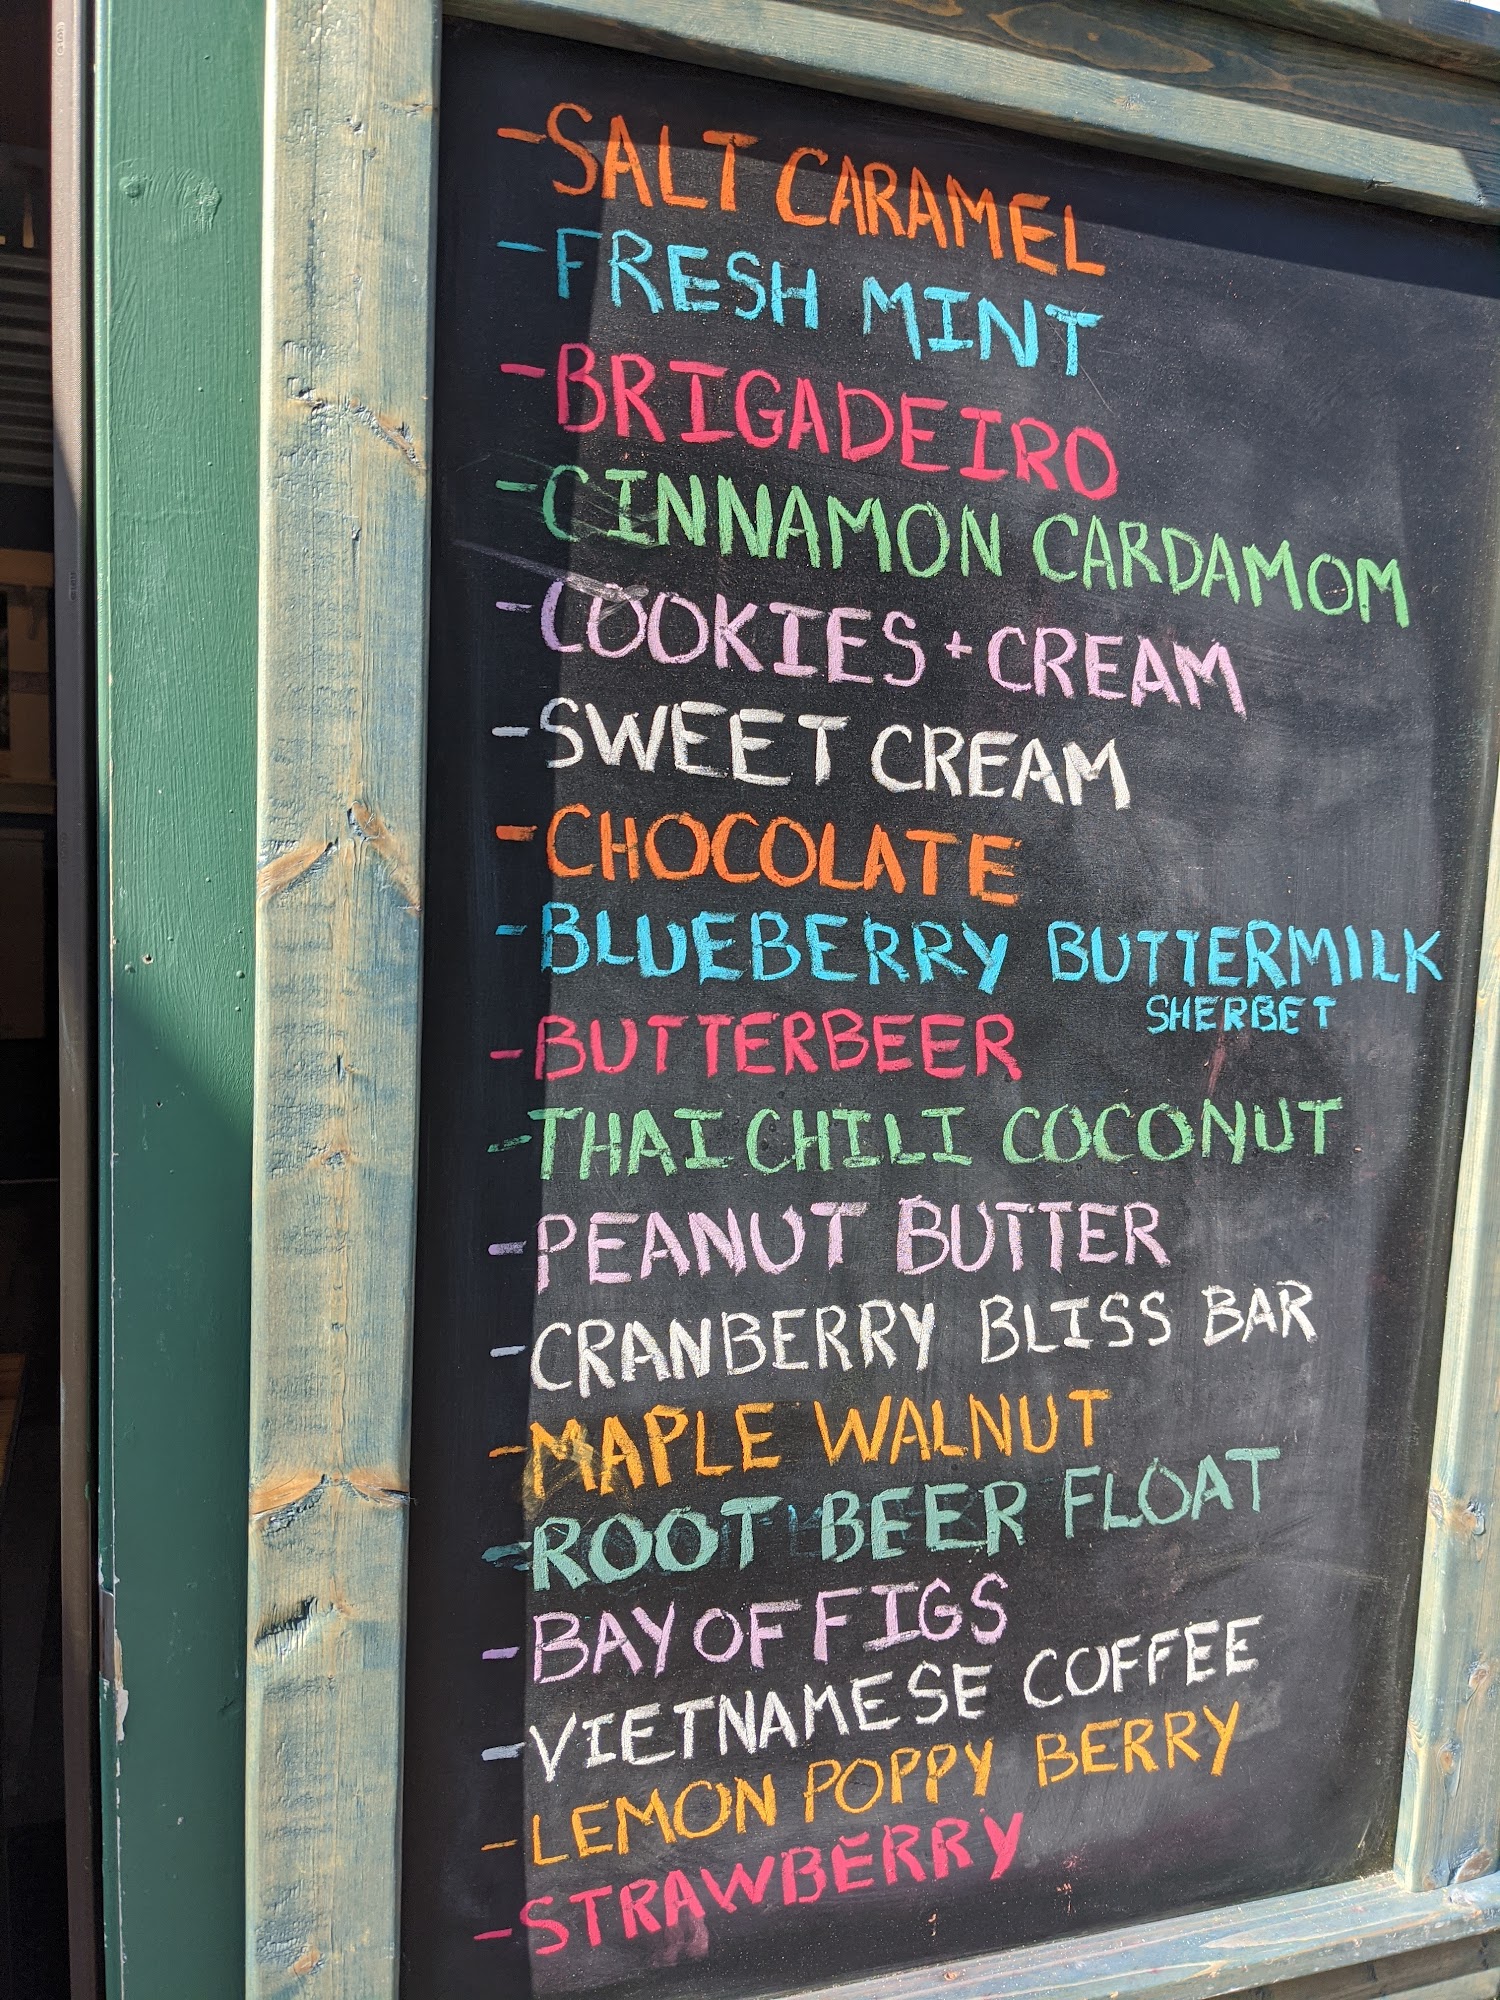 -SALT CARAMEL
-FRESH MINT
-BRIGADEIRO
-CINNAMON CARDAMOM
-COOKIES + CREAM
-SWEET CREAM
-CHOCOLATE
-BLUEBERRY BUTTERMILK
SHERBET
-BUTTERBEER
-THAI CHILI COCONUT
-PEANUT BUTTER
-CRANBERRY BLISS BAR
-MAPLE WALNUT
-ROOT BEER FLOAT
-BAY OF FIGS
-VIETNAMESE COFFEE
-LEMON POPPY BERRY
-STRAWBERRY